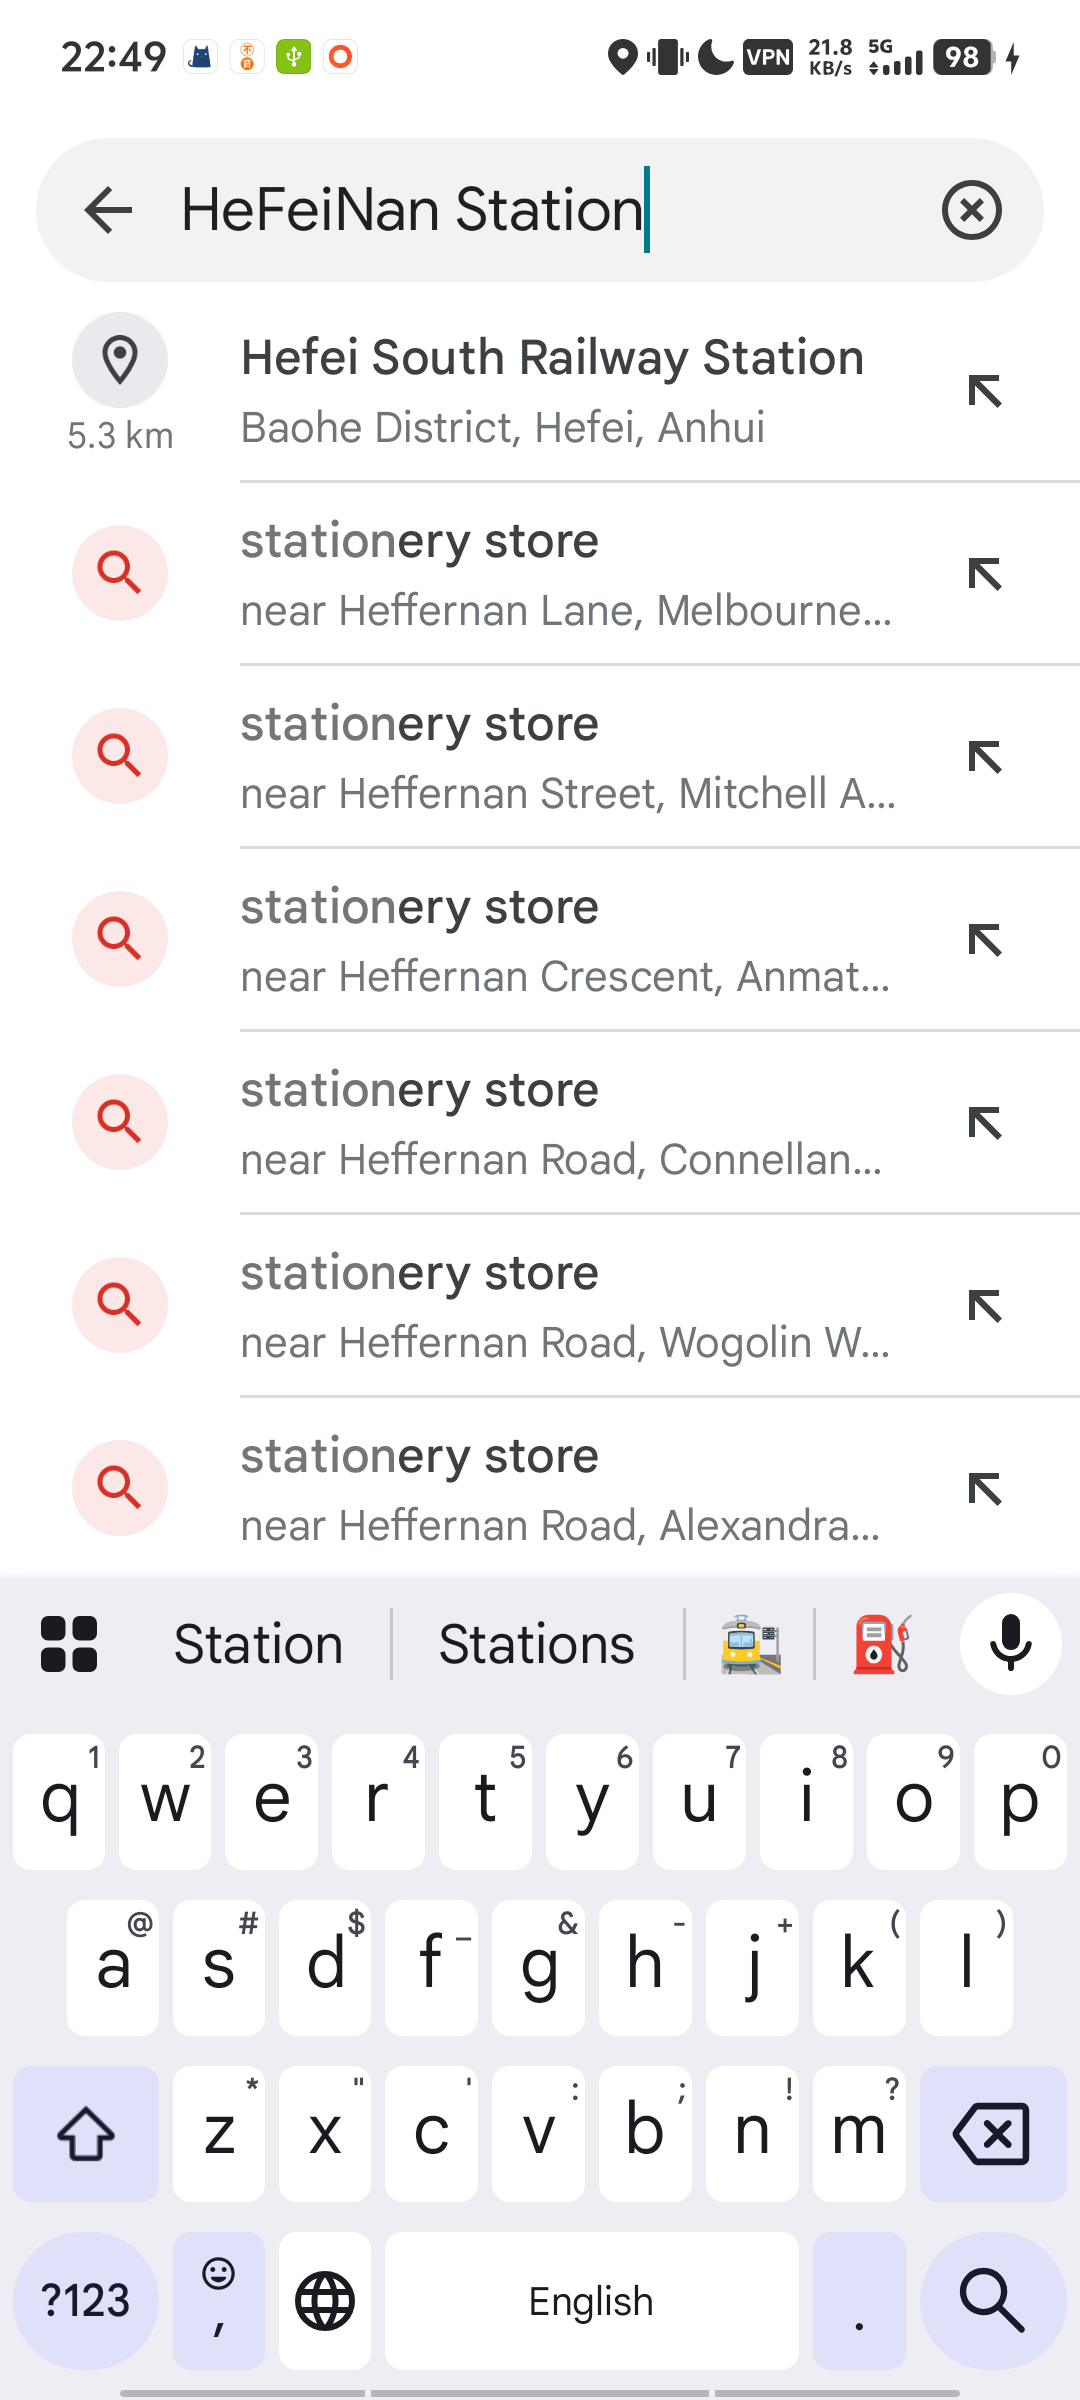 22:49
VPN
21.8 KB/s
5G
98
HeFeiNan Station
Hefei South Railway Station
5.3 km
Baohe District, Hefei, Anhui
stationery store
near Heffernan Lane, Melbourne...
stationery store
near Heffernan Street, Mitchell A...
stationery store
near Heffernan Crescent, Anmat...
stationery store
near Heffernan Road, Connellan...
stationery store
near Heffernan Road, Wogolin W...
stationery store
near Heffernan Road, Alexandra...
Station Stations
1 2 3 4 5 6 7 8 9 0
q w e r t y u i o p
@ # $ _ & - + ( )
a s d f g h j k l
* " ' : ; ! ?
z x c v b n m
?123 , English .